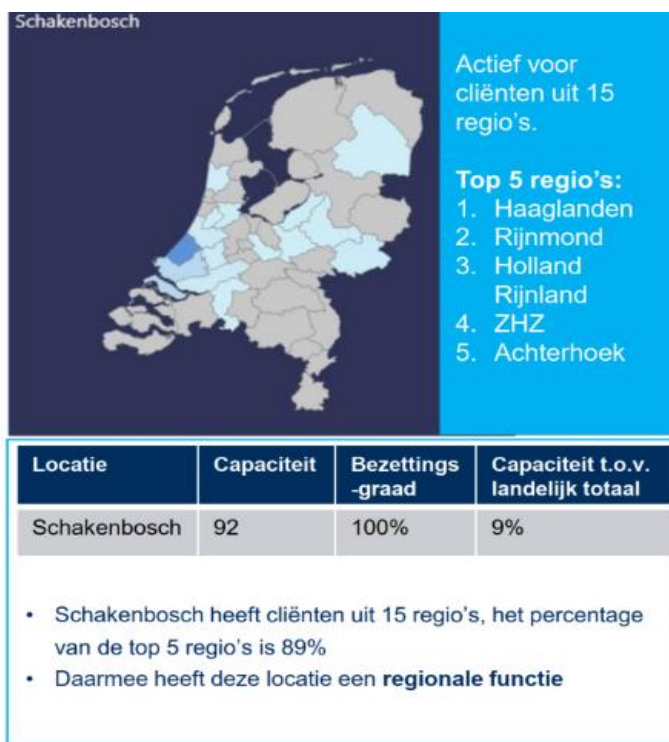 Schakenbosch
Actief voor
cliënten uit 15
regio's.
Top 5 regio's:
1. Haaglanden
2. Rijnmond
3. Holland
Rijnland
4. ZHZ
5. Achterhoek
Locatie Capaciteit Bezettings Capaciteit t.o.v.
-graad landelijk totaal
Schakenbosch 92 100% 9%
• Schakenbosch heeft cliënten uit 15 regio's, het percentage
van de top 5 regio's is 89%
• Daarmee heeft deze locatie een regionale functie